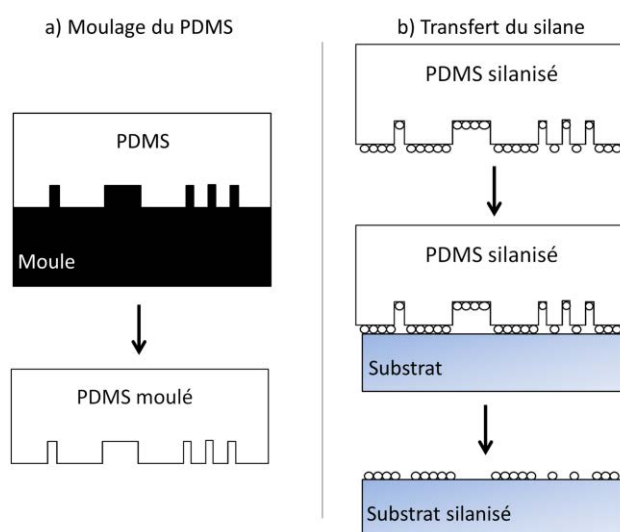 a) Moulage du PDMS
PDMS
Moule
PDMS moulé
b) Transfert du silane
PDMS silanisé
PDMS silanisé
Substrat
Substrat silanisé